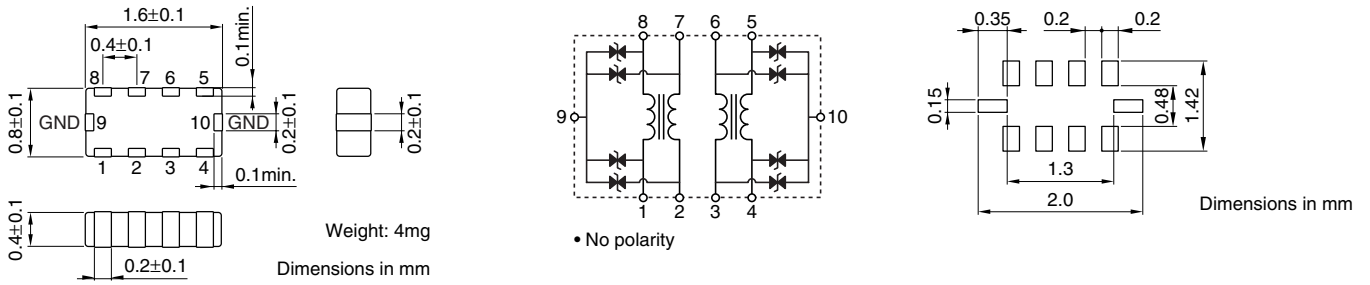 1.6±0.1
0.4±0.1
0.1min.
8 7 6 5
0.8±0.1
GND 9 10 GND
0.2±0.1
0.2±0.1
1 2 3 4
0.1min.
0.4±0.1
0.2±0.1
Weight: 4mg
Dimensions in mm
8 7 6 5
9 10
1 2 3 4
• No polarity
0.35 0.2 0.2
0.15
0.48
1.42
1.3
2.0
Dimensions in mm